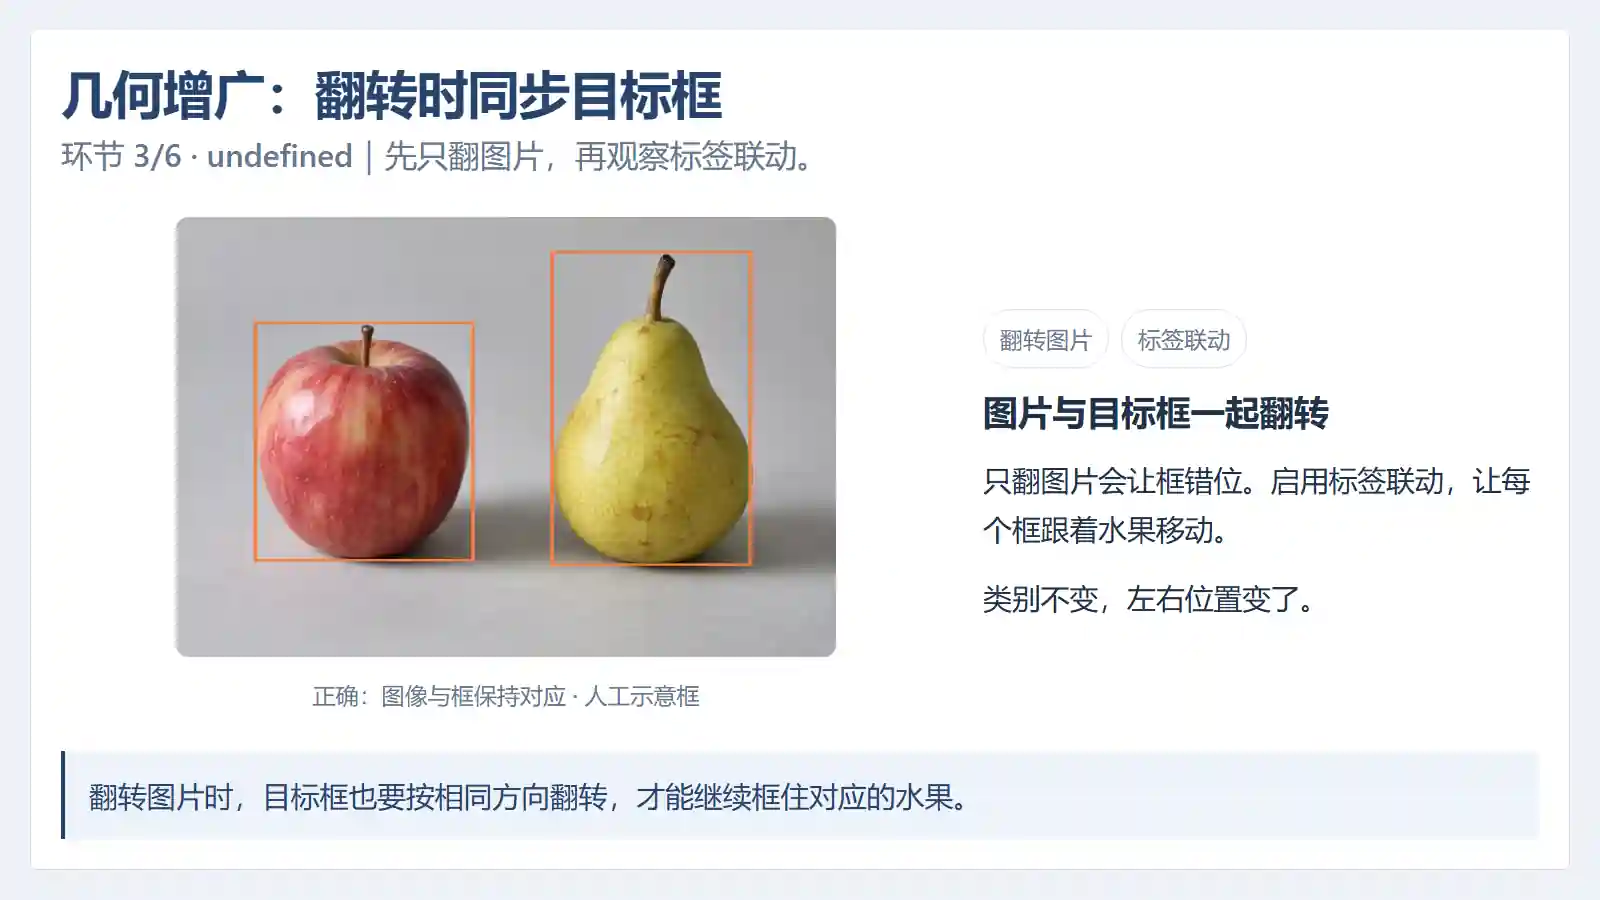 几何增广：翻转时同步目标框
环节 3/6 · undefined｜先只翻图片，再观察标签联动。
正确：图像与框保持对应 · 人工示意框
翻转图片
标签联动
图片与目标框一起翻转
只翻图片会让框错位。启用标签联动，让每
个框跟着水果移动。
类别不变，左右位置变了。
翻转图片时，目标框也要按相同方向翻转，才能继续框住对应的水果。